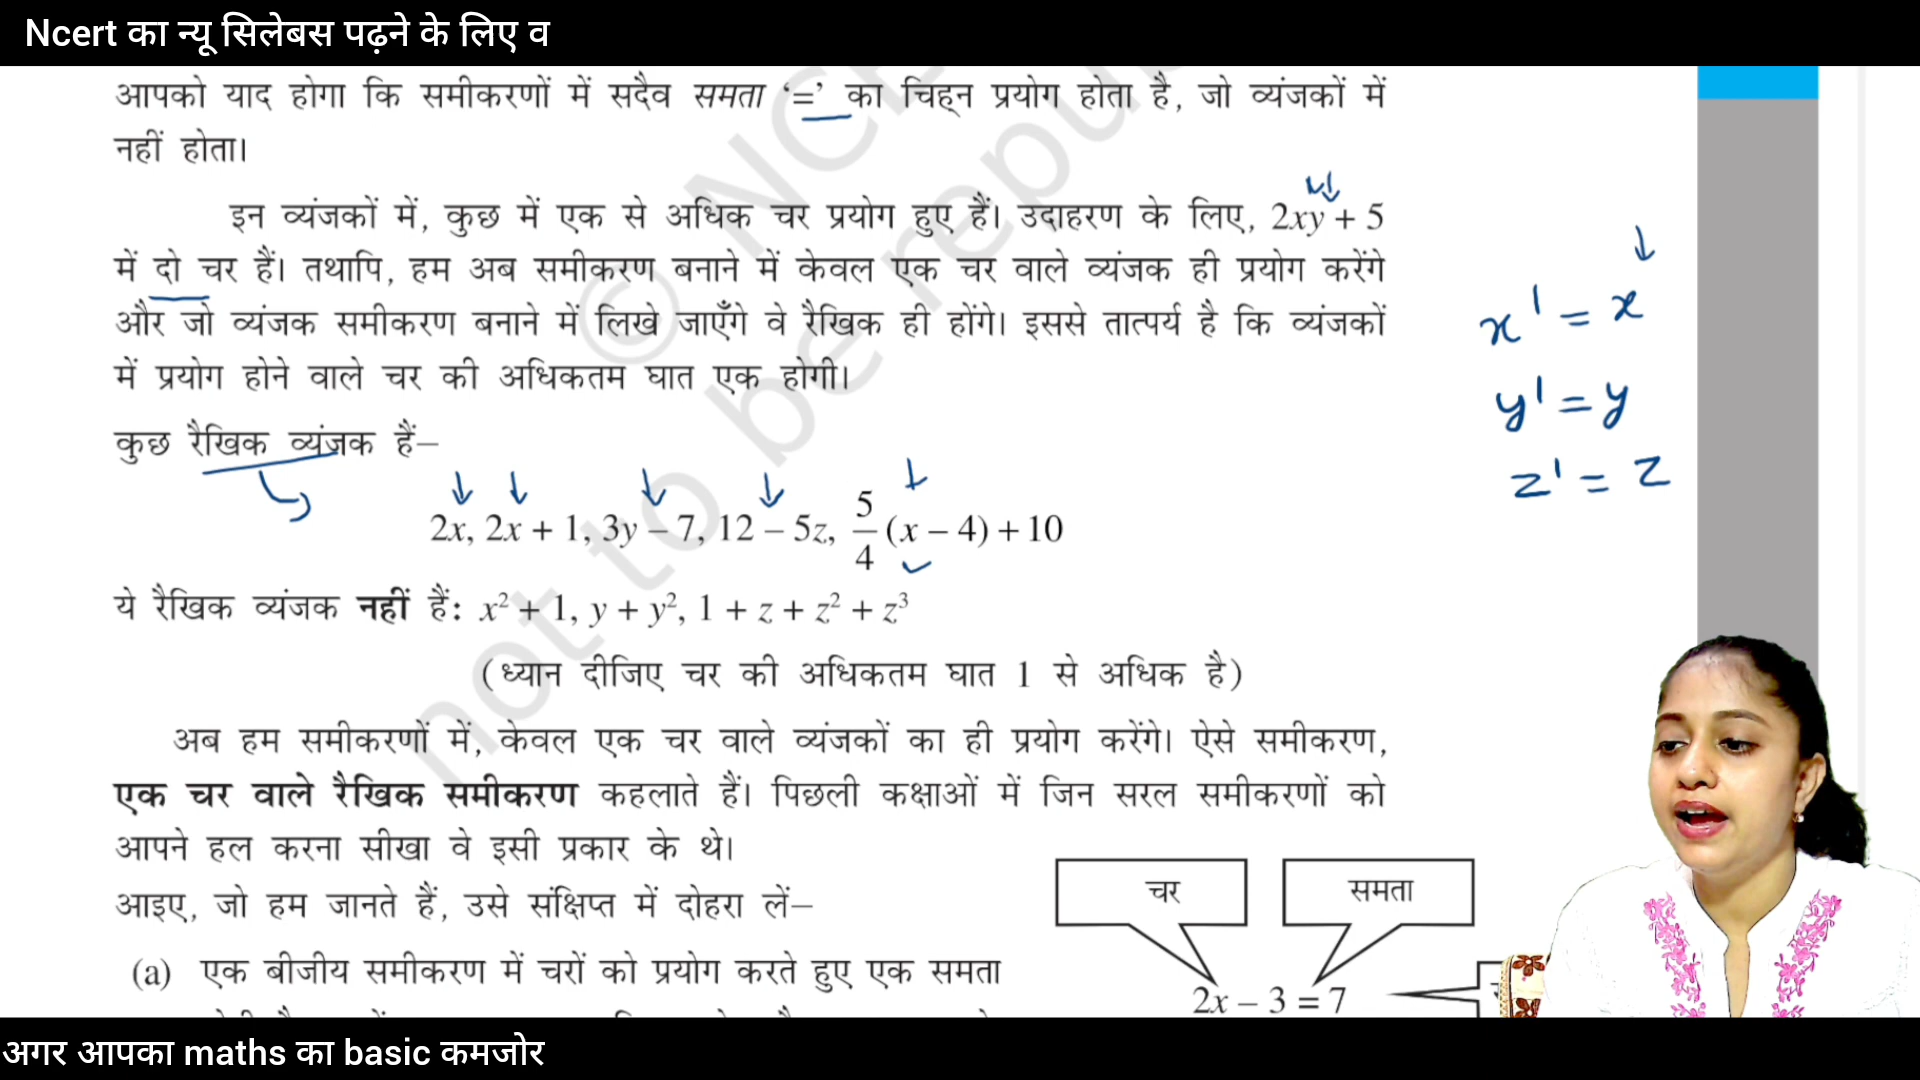 Ncert का न्यू सिलेबस पढ़ने के लिए व
आपको याद होगा कि समीकरणों में सदैव समता ‘=’ का चिह्न प्रयोग होता है, जो व्यंजकों में
नहीं होता।
इन व्यंजकों में, कुछ में एक से अधिक चर प्रयोग हुए हैं। उदाहरण के लिए, 2xy + 5
में दो चर हैं। तथापि, हम अब समीकरण बनाने में केवल एक चर वाले व्यंजक ही प्रयोग करेंगे
और जो व्यंजक समीकरण बनाने में लिखे जाएँगे वे रैखिक ही होंगे। इससे तात्पर्य है कि व्यंजकों
में प्रयोग होने वाले चर की अधिकतम घात एक होगी।
x¹ = x
y¹ = y
z¹ = z
कुछ रैखिक व्यंजक हैं–
2x, 2x + 1, 3y – 7, 12 – 5z, 5/4 (x – 4) + 10
ये रैखिक व्यंजक नहीं हैं: x² + 1, y + y², 1 + z + z² + z³
(ध्यान दीजिए चर की अधिकतम घात 1 से अधिक है)
अब हम समीकरणों में, केवल एक चर वाले व्यंजकों का ही प्रयोग करेंगे। ऐसे समीकरण,
एक चर वाले रैखिक समीकरण कहलाते हैं। पिछली कक्षाओं में जिन सरल समीकरणों को
आपने हल करना सीखा वे इसी प्रकार के थे।
आइए, जो हम जानते हैं, उसे संक्षिप्त में दोहरा लें–
चर
समता
(a) एक बीजीय समीकरण में चरों को प्रयोग करते हुए एक समता
2x – 3 = 7
अगर आपका maths का basic कमजोर
© NCE
not to be repu